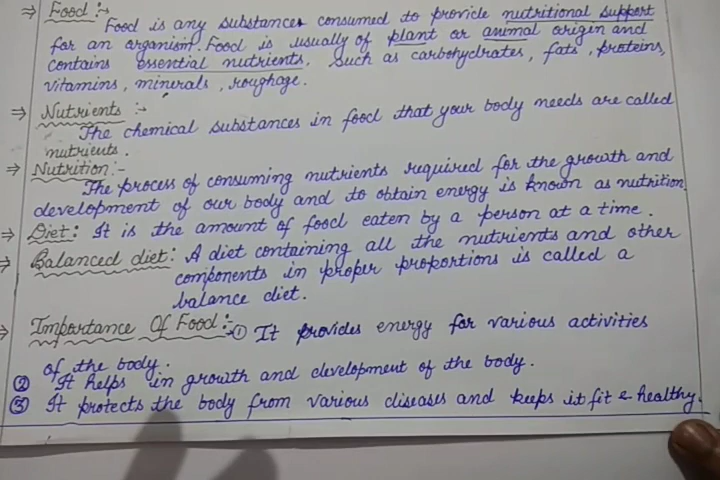 ⇒ Food :-
Food is any substance consumed to provide nutritional support
for an organism. Food is usually of plant or animal origin and
contains essential nutrients, such as carbohydrates, fats, proteins,
vitamins, minerals, roughage.
⇒ Nutrients :-
The chemical substances in food that your body needs are called
nutrients.
⇒ Nutrition :-
The process of consuming nutrients required for the growth and
development of our body and to obtain energy is known as nutrition.
⇒ Diet : It is the amount of food eaten by a person at a time.
⇒ Balanced diet : A diet containing all the nutrients and other
components in proper proportions is called a
balance diet.
⇒ Importance Of Food :- ① It provides energy for various activities
of the body.
② It helps in growth and development of the body.
③ It protects the body from various diseases and keeps it fit & healthy.